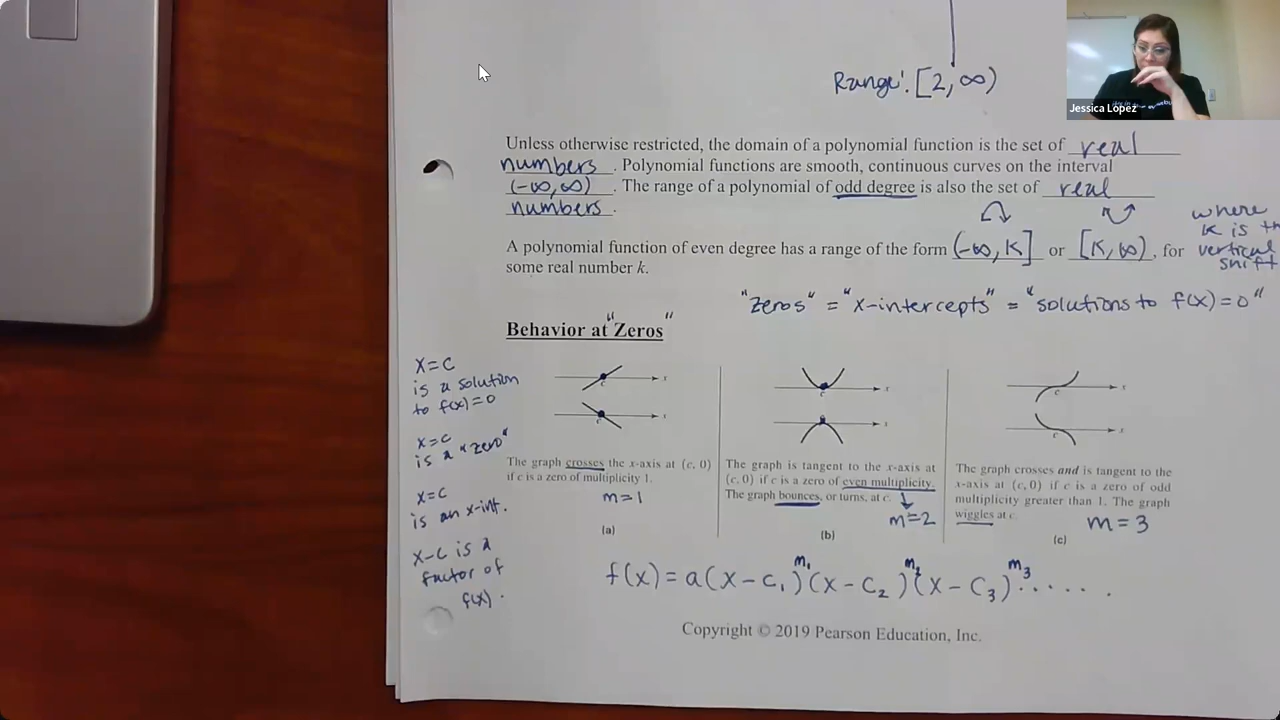 Jessica Lopez
Range: [2, ∞)
Unless otherwise restricted, the domain of a polynomial function is the set of real
numbers. Polynomial functions are smooth, continuous curves on the interval
(-∞, ∞). The range of a polynomial of odd degree is also the set of real
numbers.
A polynomial function of even degree has a range of the form (-∞, K] or [K, ∞), for
some real number k.
where
K is th
vertical
shift
"zeros" = "x-intercepts" = "solutions to f(x)=0"
Behavior at "Zeros"
x=c
is a solution
to f(x)=0
x=c
is a "zero"
x=c
is an x-int.
x-c is a
factor of
f(x).
x
c
x
c
The graph crosses the x-axis at (c, 0)
if c is a zero of multiplicity 1.
m=1
(a)
x
c
x
c
The graph is tangent to the x-axis at
(c, 0) if c is a zero of even multiplicity.
The graph bounces, or turns, at c.
m=2
(b)
x
c
x
c
The graph crosses and is tangent to the
x-axis at (c, 0) if c is a zero of odd
multiplicity greater than 1. The graph
wiggles at c.
m=3
(c)
f(x) = a(x-c₁)^m₁ (x-c₂)^m₂ (x-c₃)^m₃ .....
Copyright © 2019 Pearson Education, Inc.